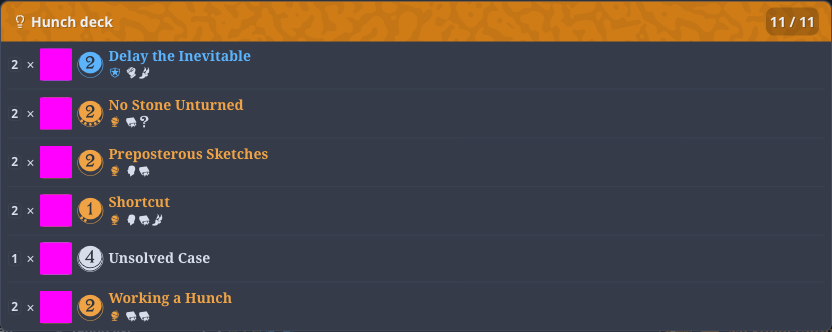 Hunch deck 11 / 11
2 × 2 Delay the Inevitable
2 × 2 No Stone Unturned
?
2 × 2 Preposterous Sketches
2 × 1 Shortcut
1 × 4 Unsolved Case
2 × 2 Working a Hunch